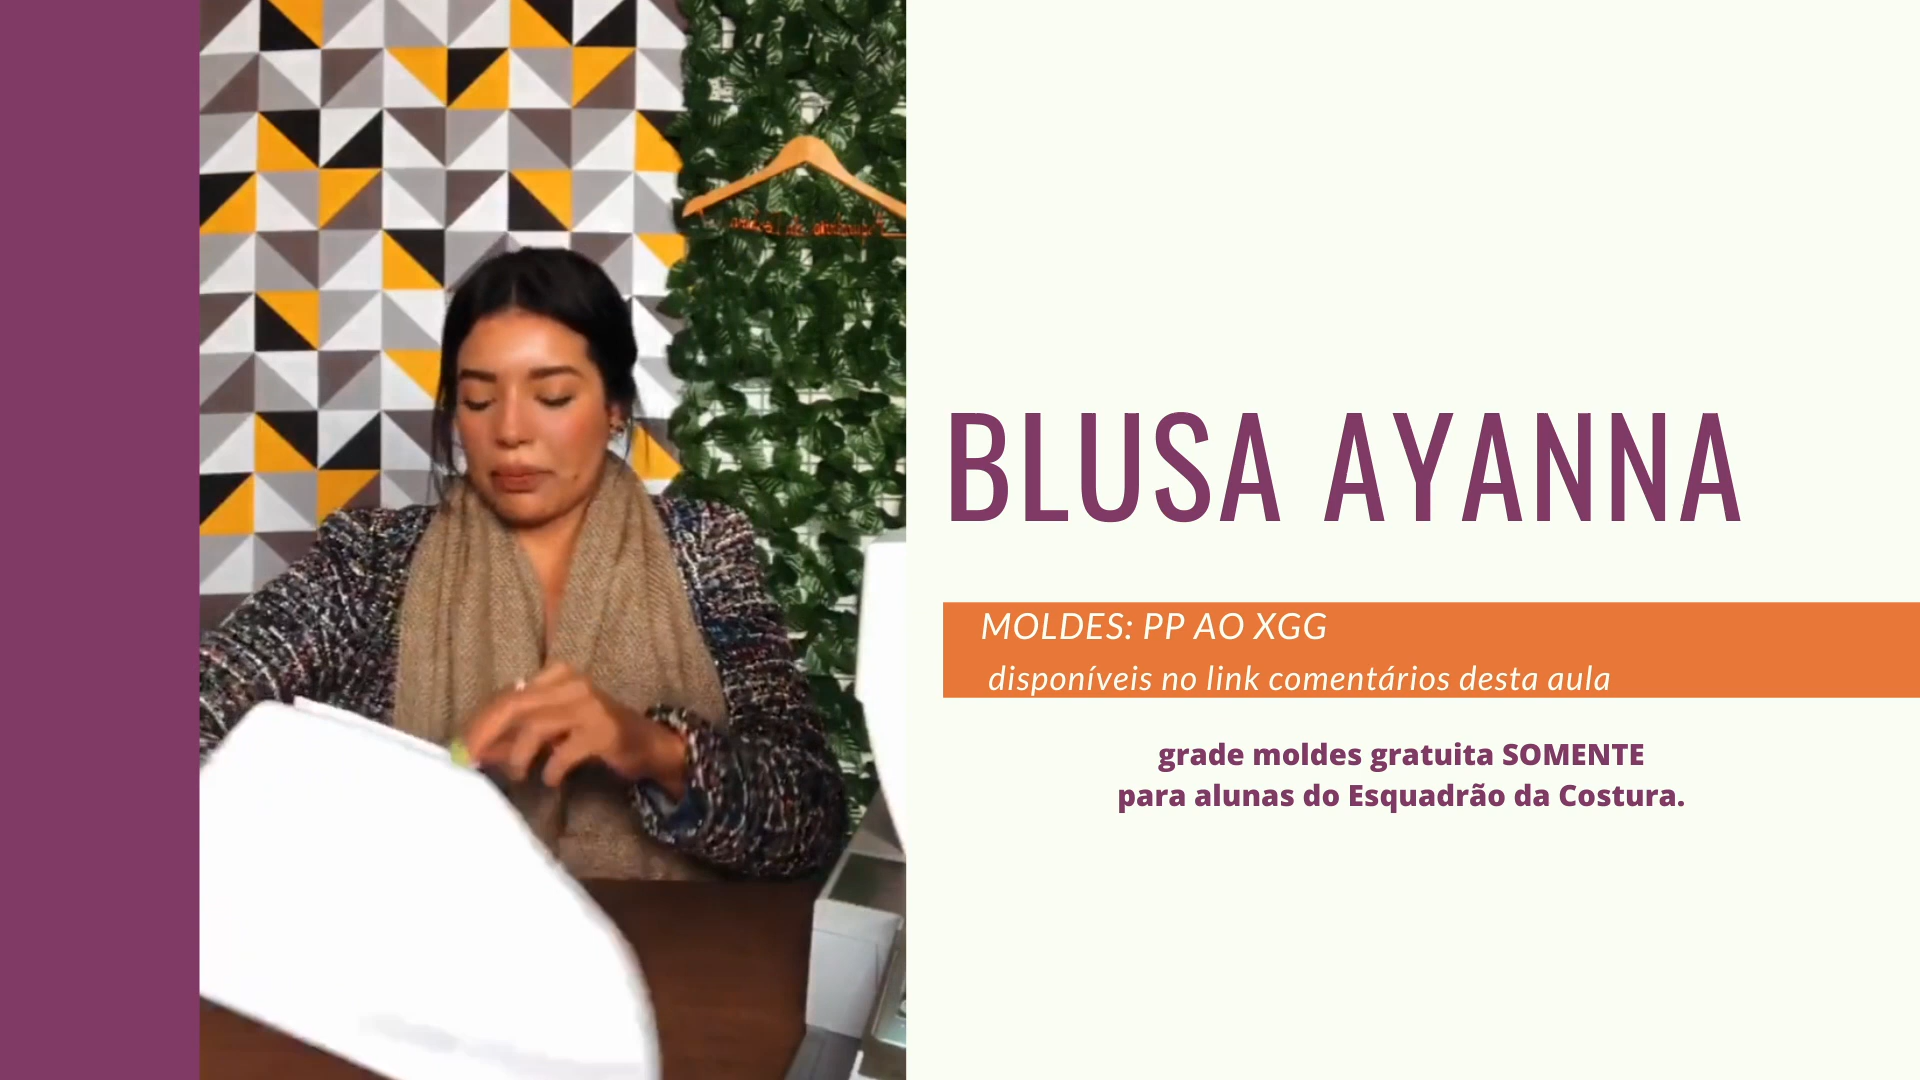 BLUSA AYANNA
MOLDES: PP AO XGG
disponíveis no link comentários desta aula
grade moldes gratuita SOMENTE
para alunas do Esquadrão da Costura.